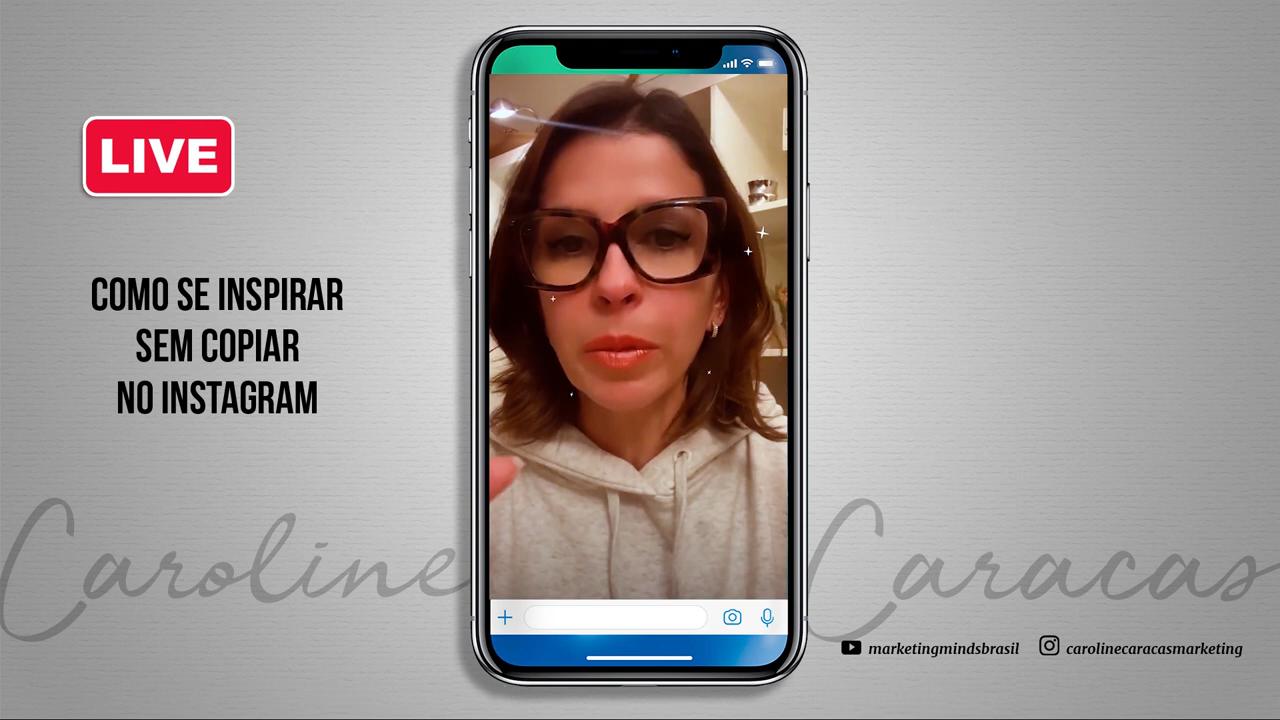 LIVE
COMO SE INSPIRAR
SEM COPIAR
NO INSTAGRAM
Caroline Caracas
marketingmindsbrasil carolinecaracasmarketing